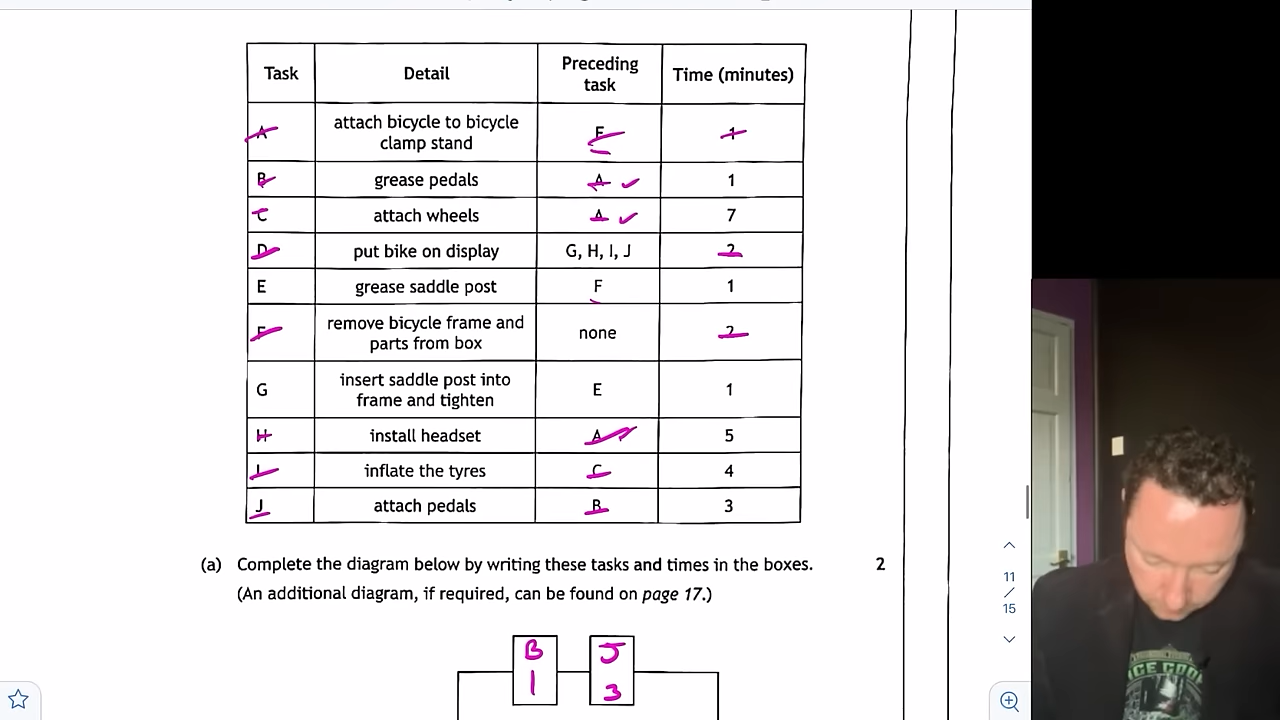 Task Detail Preceding task Time (minutes)
A attach bicycle to bicycle clamp stand F 1
B grease pedals A 1
C attach wheels A 7
D put bike on display G, H, I, J 2
E grease saddle post F 1
F remove bicycle frame and parts from box none 2
G insert saddle post into frame and tighten E 1
H install headset A 5
I inflate the tyres C 4
J attach pedals B 3
(a) Complete the diagram below by writing these tasks and times in the boxes. 2
(An additional diagram, if required, can be found on page 17.)
B J
1 3
11
/
15